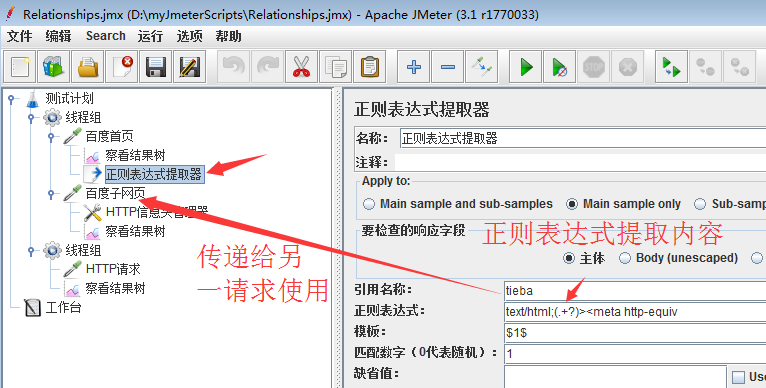 Relationships.jmx (D:\myJmeterScripts\Relationships.jmx) - Apache JMeter (3.1 r1770033)
文件 编辑 Search 运行 选项 帮助
STOP
测试计划
线程组
百度首页
察看结果树
正则表达式提取器
百度子网页
HTTP信息头管理器
察看结果树
线程组
HTTP请求
察看结果树
工作台
传递给另
一请求使用
正则表达式提取器
名称: 正则表达式提取器
注释:
Apply to:
Main sample and sub-samples Main sample only Sub-samp
要检查的响应字段
正则表达式提取内容
主体 Body (unescaped)
引用名称: tieba
正则表达式: text/html;(.+?)><meta http-equiv
模板: $1$
匹配数字（0代表随机）: 1
缺省值: Use